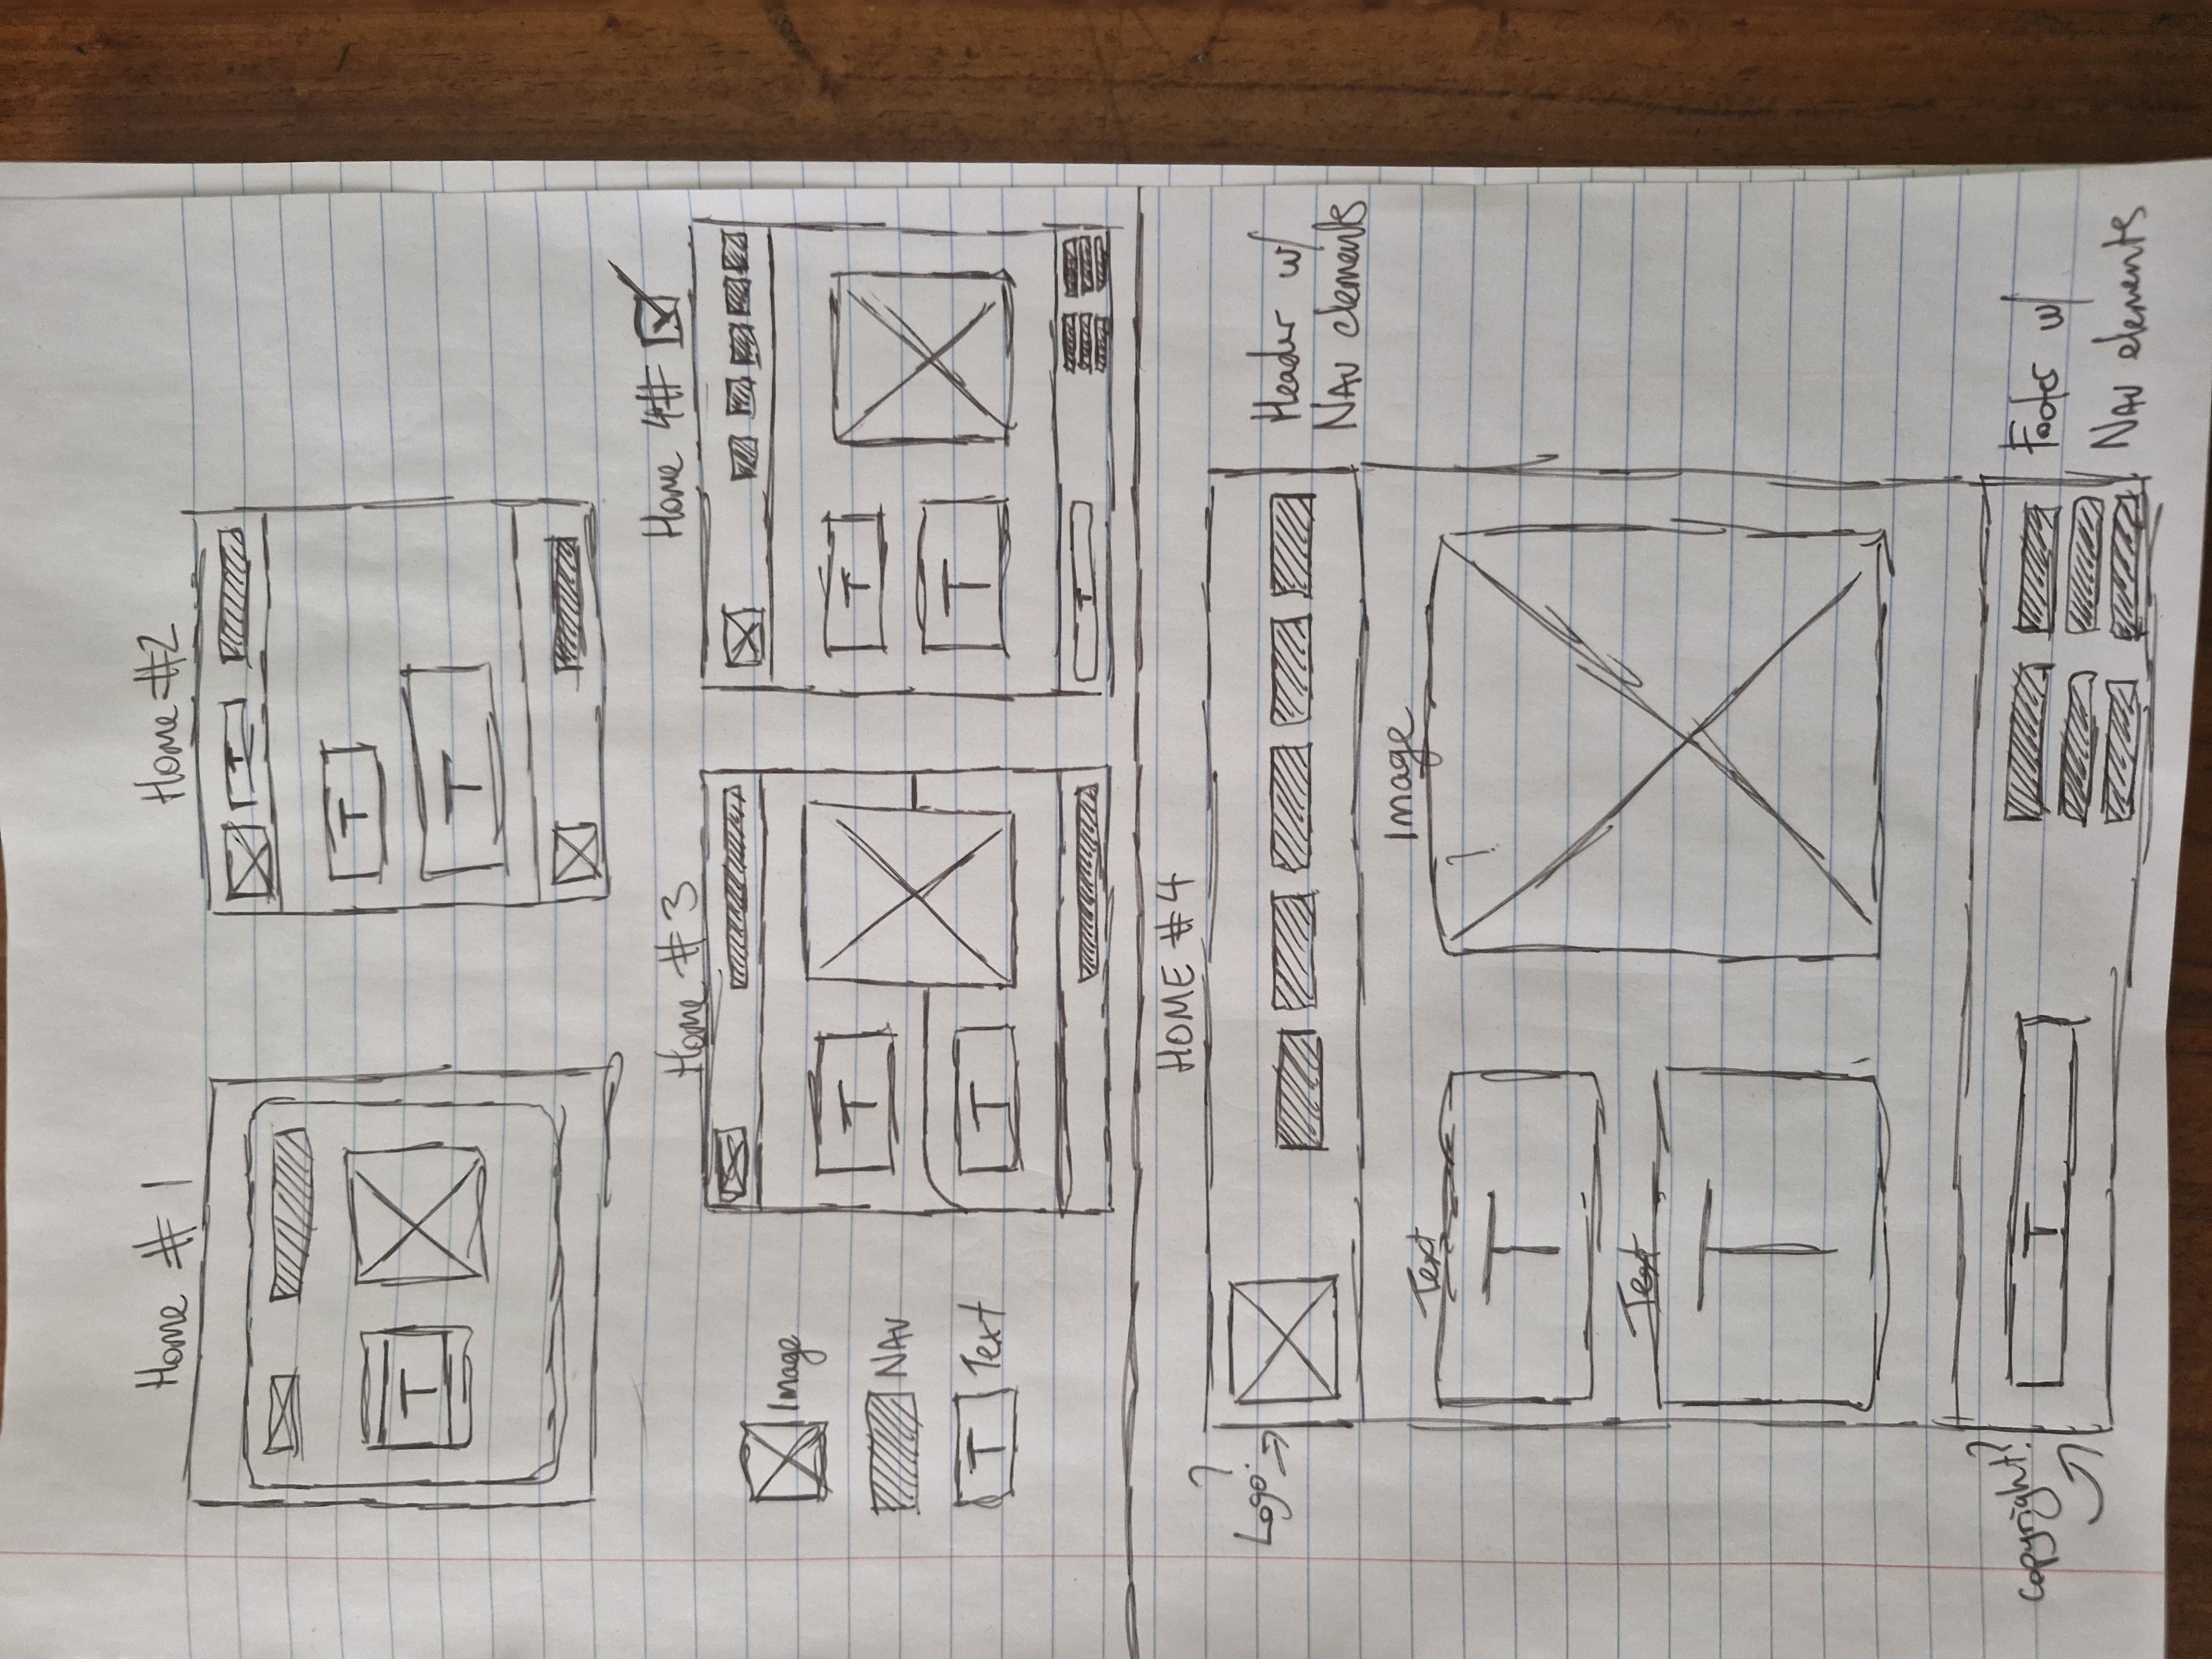 Home # 1
Home #2
T
T
T
T
Home # 3
Home 4#
Image
NAV
T Text
T
T
T
T
T
HOME #4
Logo?
Header w/
NAV elements
Text
T
Image
?
Text
T
Copyright?
T
Footer w/
NAV elements